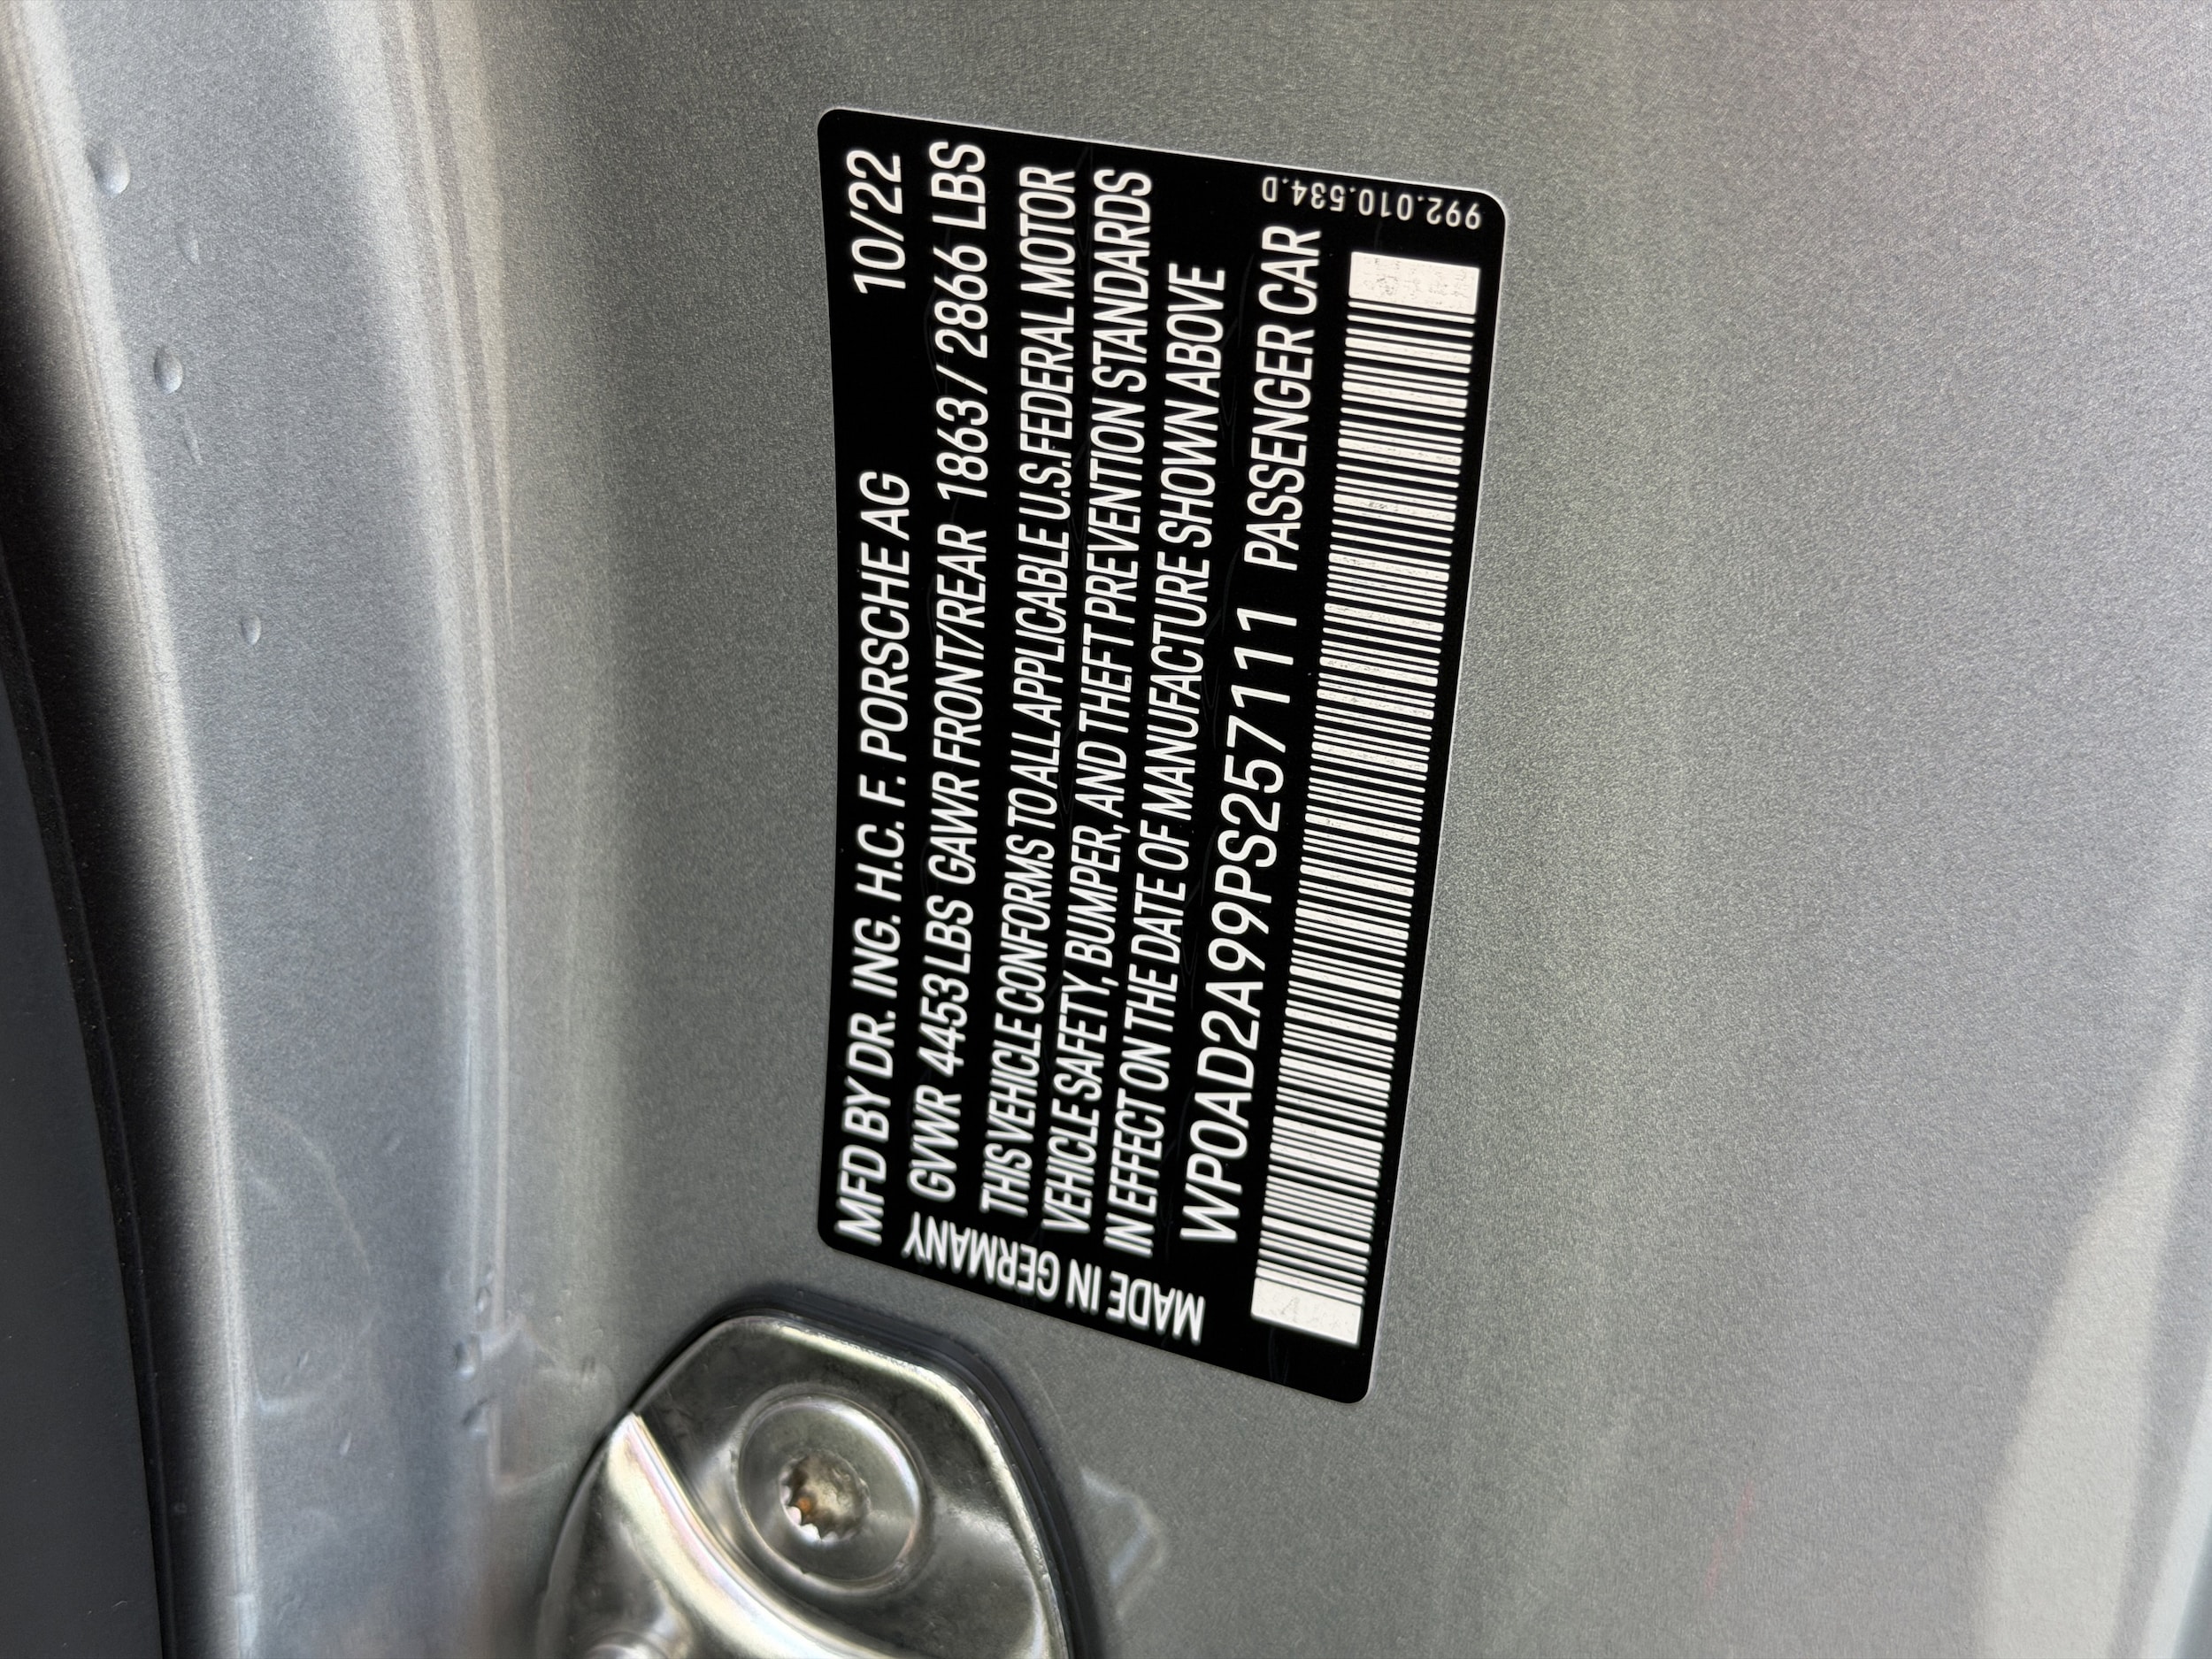 MFD BY DR. ING. H.C. F. PORSCHE AG 10/22
GVWR 4453 LBS GAWR FRONT/REAR 1863 / 2866 LBS
THIS VEHICLE CONFORMS TO ALL APPLICABLE U.S.FEDERAL MOTOR
VEHICLE SAFETY, BUMPER, AND THEFT PREVENTION STANDARDS
IN EFFECT ON THE DATE OF MANUFACTURE SHOWN ABOVE
WP0AD2A99PS257111 PASSENGER CAR
MADE IN GERMANY
992.010.534.D